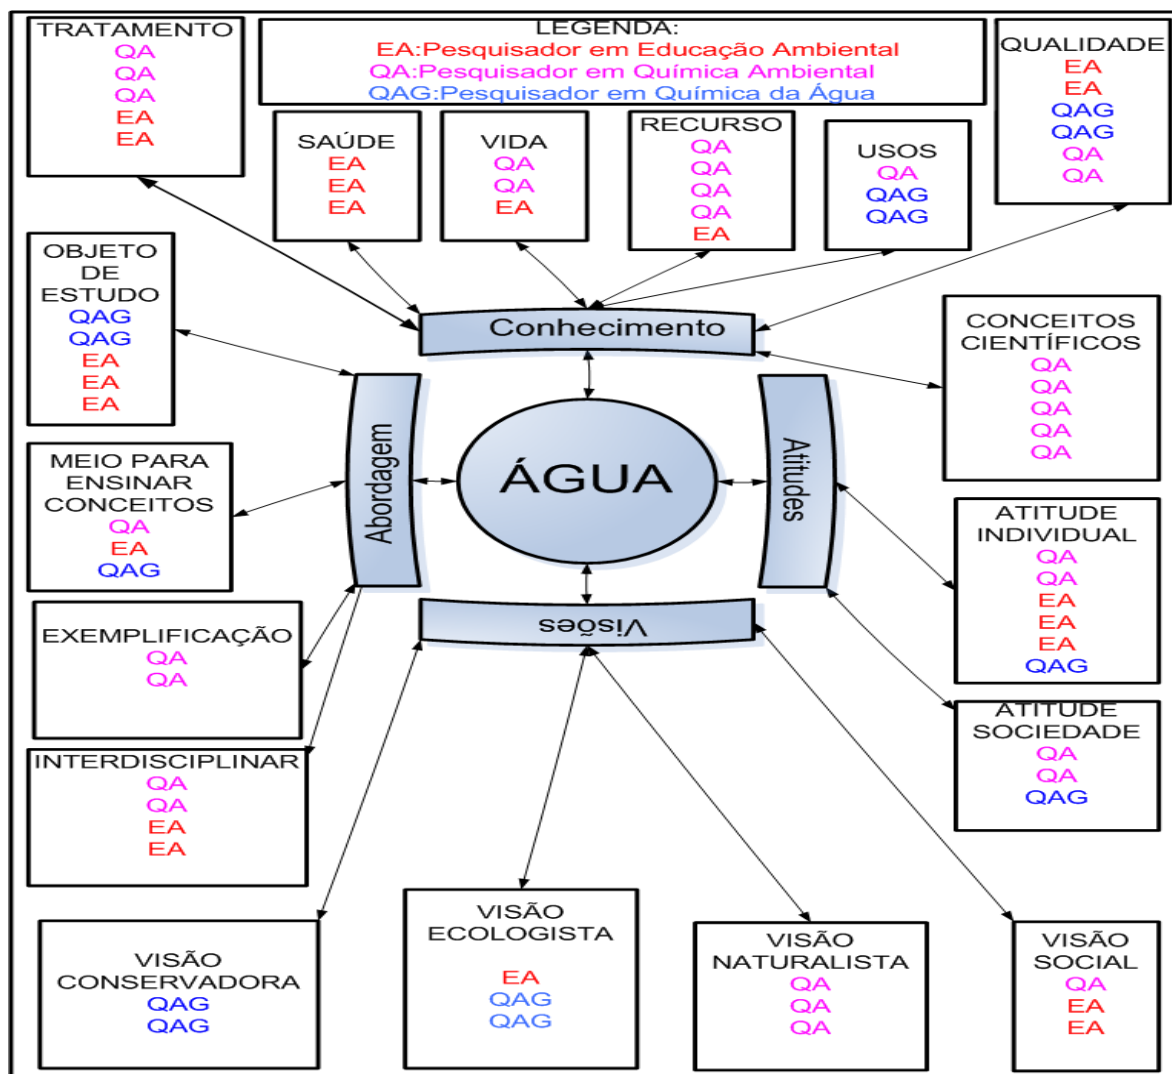 TRATAMENTO
QA
QA
QA
EA
EA
LEGENDA:
EA:Pesquisador em Educação Ambiental
QA:Pesquisador em Química Ambiental
QAG:Pesquisador em Química da Água
QUALIDADE
EA
EA
QAG
QAG
QA
QA
SAÚDE
EA
EA
EA
VIDA
QA
QA
EA
RECURSO
QA
QA
QA
QA
EA
USOS
QA
QAG
QAG
OBJETO
DE
ESTUDO
QAG
QAG
EA
EA
EA
Conhecimento
CONCEITOS
CIENTÍFICOS
QA
QA
QA
QA
QA
MEIO PARA
ENSINAR
CONCEITOS
QA
EA
QAG
Abordagem
ÁGUA
Atitudes
ATITUDE
INDIVIDUAL
QA
QA
EA
EA
EA
QAG
EXEMPLIFICAÇÃO
QA
QA
Visões
ATITUDE
SOCIEDADE
QA
QA
QAG
INTERDISCIPLINAR
QA
QA
EA
EA
VISÃO
CONSERVADORA
QAG
QAG
VISÃO
ECOLOGISTA
EA
QAG
QAG
VISÃO
NATURALISTA
QA
QA
QA
VISÃO
SOCIAL
QA
EA
EA